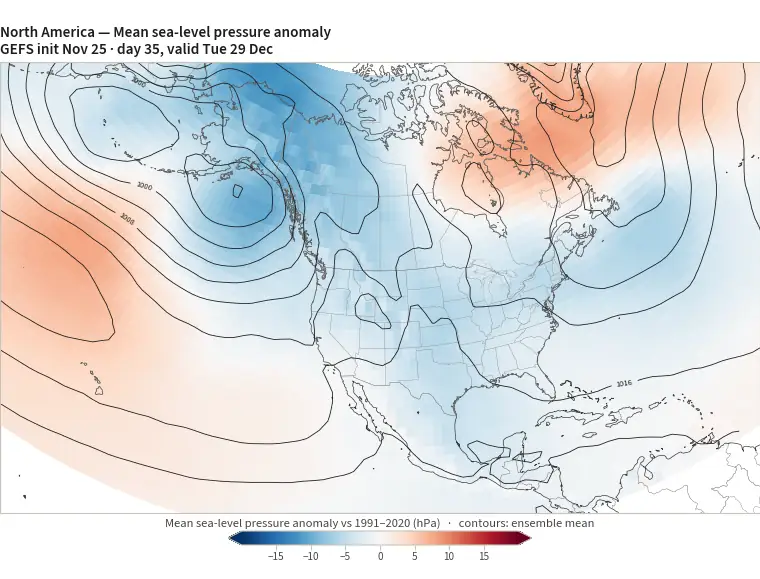 North America — Mean sea-level pressure anomaly
GEFS init Nov 25 · day 35, valid Tue 29 Dec
1000
1000
1008
1016
Mean sea-level pressure anomaly vs 1991–2020 (hPa) · contours: ensemble mean
−15 −10 −5 0 5 10 15